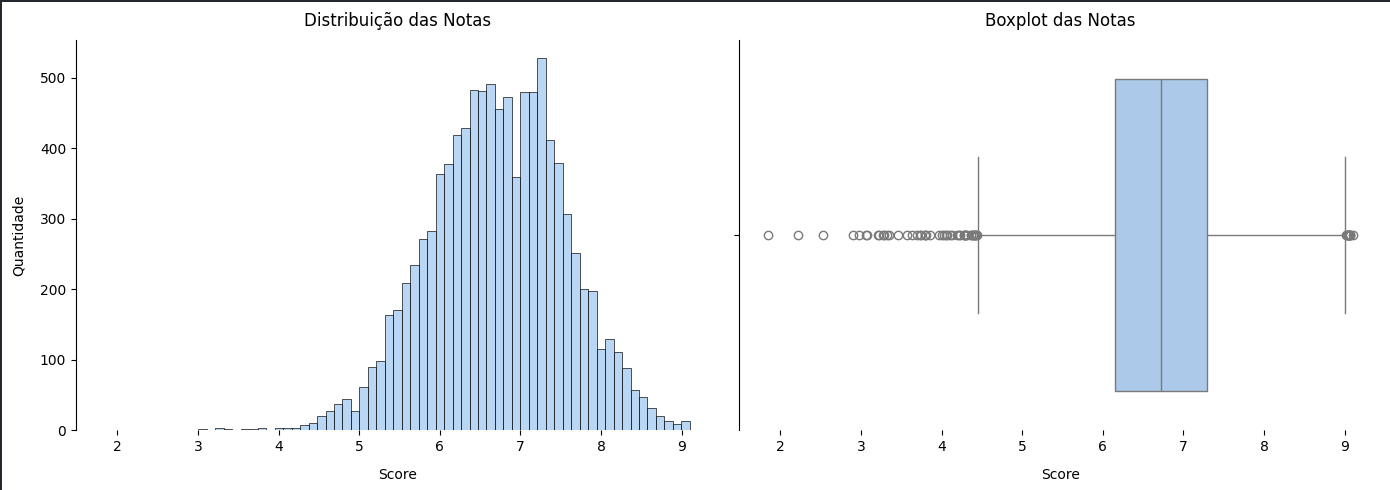 Distribuição das Notas
Quantidade
500
400
300
200
100
0
2 3 4 5 6 7 8 9
Score
Boxplot das Notas
2 3 4 5 6 7 8 9
Score